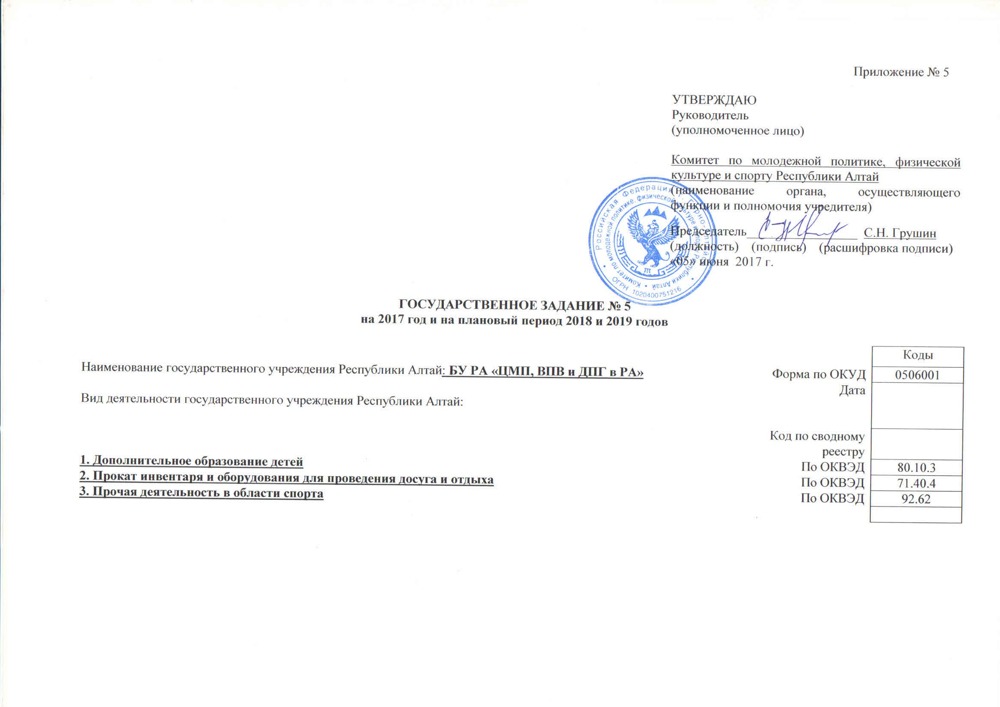 Приложение № 5
УТВЕРЖДАЮ
Руководитель
(уполномоченное лицо)
Комитет по молодежной политике, физической
культуре и спорту Республики Алтай
(наименование органа, осуществляющего
функции и полномочия учредителя)
Председатель С.Н. Грушин
(должность) (подпись) (расшифровка подписи)
«05» июня 2017 г.
Российская Федерация г. Горно-Алтайск
Комитет по молодежной политике, физической культуре и спорту Республики Алтай
ОГРН 1020400751216
ГОСУДАРСТВЕННОЕ ЗАДАНИЕ № 5
на 2017 год и на плановый период 2018 и 2019 годов
Коды
Наименование государственного учреждения Республики Алтай: БУ РА «ЦМП, ВПВ и ДПГ в РА»
Форма по ОКУД 0506001
Дата
Вид деятельности государственного учреждения Республики Алтай:
Код по сводному
реестру
1. Дополнительное образование детей
По ОКВЭД 80.10.3
2. Прокат инвентаря и оборудования для проведения досуга и отдыха
По ОКВЭД 71.40.4
3. Прочая деятельность в области спорта
По ОКВЭД 92.62